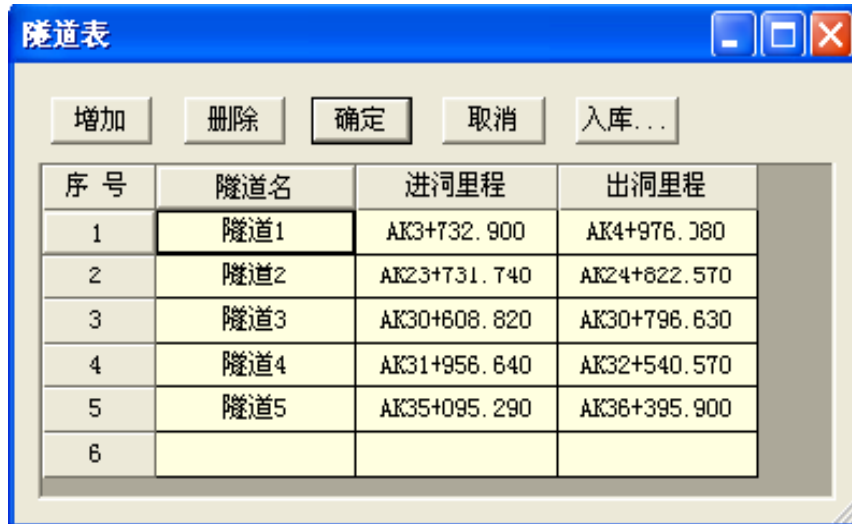 隧道表
增加 删除 确定 取消 入库...
序 号 隧道名 进洞里程 出洞里程
1 隧道1 AK3+732.900 AK4+976.080
2 隧道2 AK23+731.740 AK24+822.570
3 隧道3 AK30+608.820 AK30+796.630
4 隧道4 AK31+956.640 AK32+540.570
5 隧道5 AK35+095.290 AK36+395.900
6